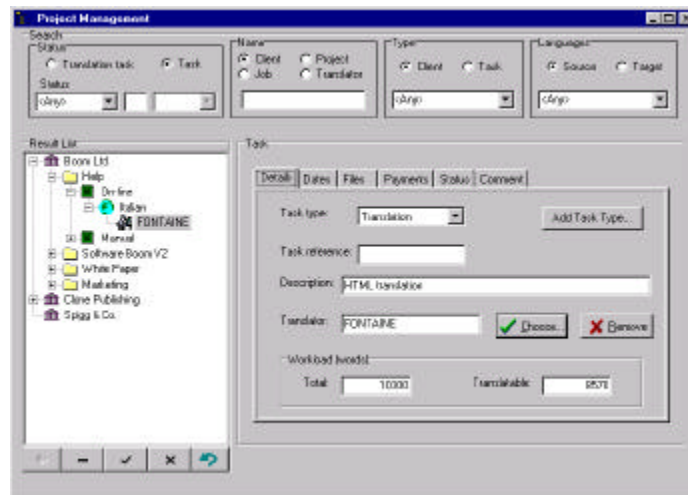 Project Management
Search
Status
Translation task
Task
Status
<Any>
Name
Client
Project
Job
Translator
Type
Client
Task
<Any>
Languages
Source
Target
<Any>
Result List
Boom Ltd
Help
On-line
Italian
FONTAINE
Manual
Software Boom V2
White Paper
Marketing
Clone Publishing
Spigg & Co.
Task
Details
Dates
Files
Payments
Status
Comment
Task type:
Translation
Add Task Type...
Task reference:
Description:
HTML translation
Translator:
FONTAINE
Choose...
Remove
Workload (words)
Total:
Translatable: